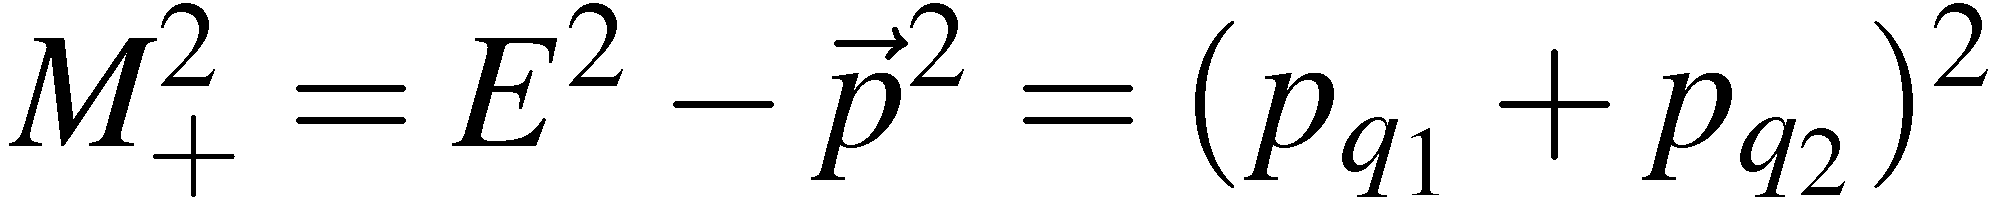 $M_+^2 = E^2 - \vec{p}^{\,2} = (p_{q_1} + p_{q_2})^2$